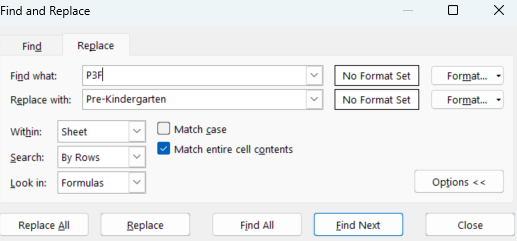 Find and Replace
Find Replace
Find what: P3F No Format Set Format...
Replace with: Pre-Kindergarten No Format Set Format...
Within: Sheet Match case
Search: By Rows Match entire cell contents
Look in: Formulas Options <<
Replace All Replace Find All Find Next Close